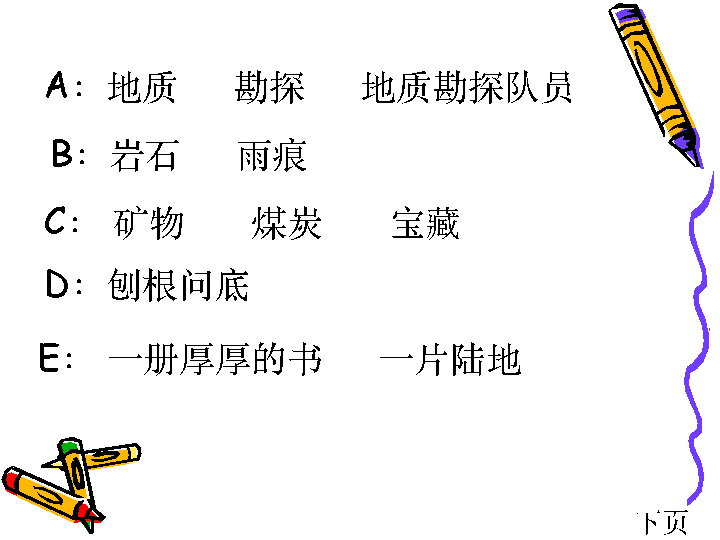 A: 地质 勘探 地质勘探队员
B: 岩石 雨痕
C: 矿物 煤炭 宝藏
D: 刨根问底
E: 一册厚厚的书 一片陆地
下页